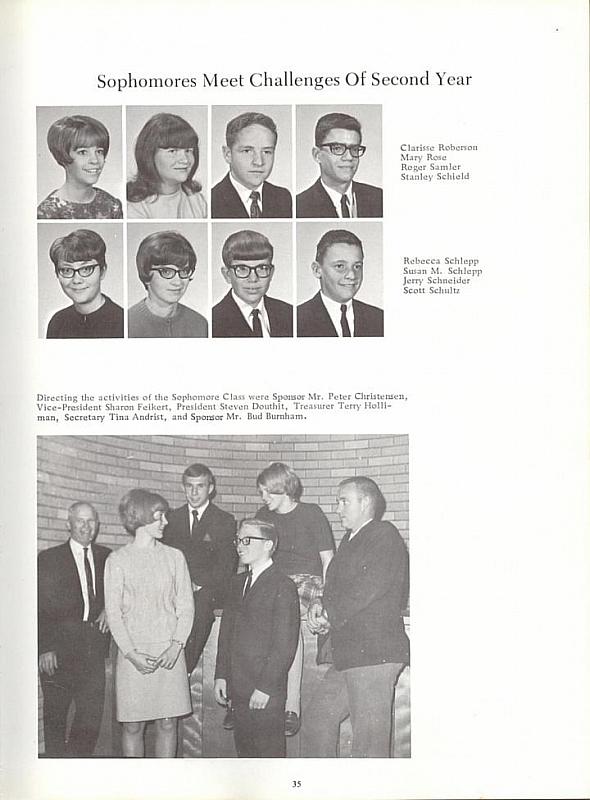 Sophomores Meet Challenges Of Second Year
Clarisse Roberson
Mary Rose
Roger Samler
Stanley Schield
Rebecca Schlepp
Susan M. Schlepp
Jerry Schneider
Scott Schultz
Directing the activities of the Sophomore Class were Sponsor Mr. Peter Christensen,
Vice-President Sharon Feikert, President Steven Douthit, Treasurer Terry Holli-
man, Secretary Tina Andrist, and Sponsor Mr. Bud Burnham.
35